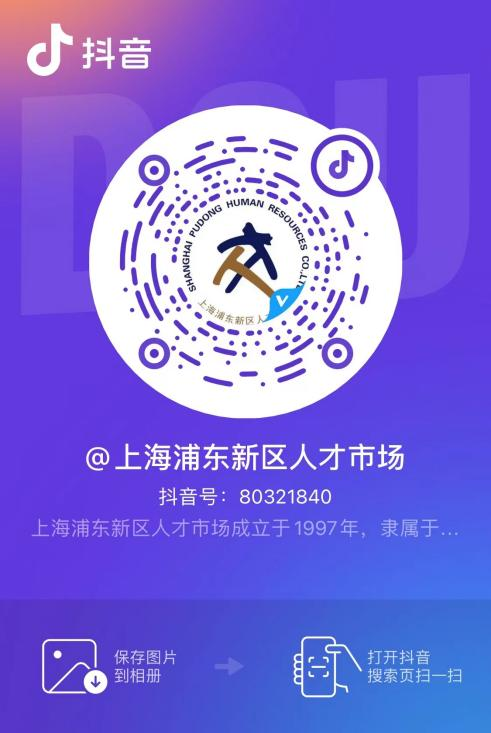 抖音
SHANGHAI PUDONG HUMAN RESOURCES CO.,LTD
上海浦东新区人
@上海浦东新区人才市场
抖音号：80321840
上海浦东新区人才市场成立于1997年，隶属于...
保存图片
到相册
打开抖音
搜索页扫一扫